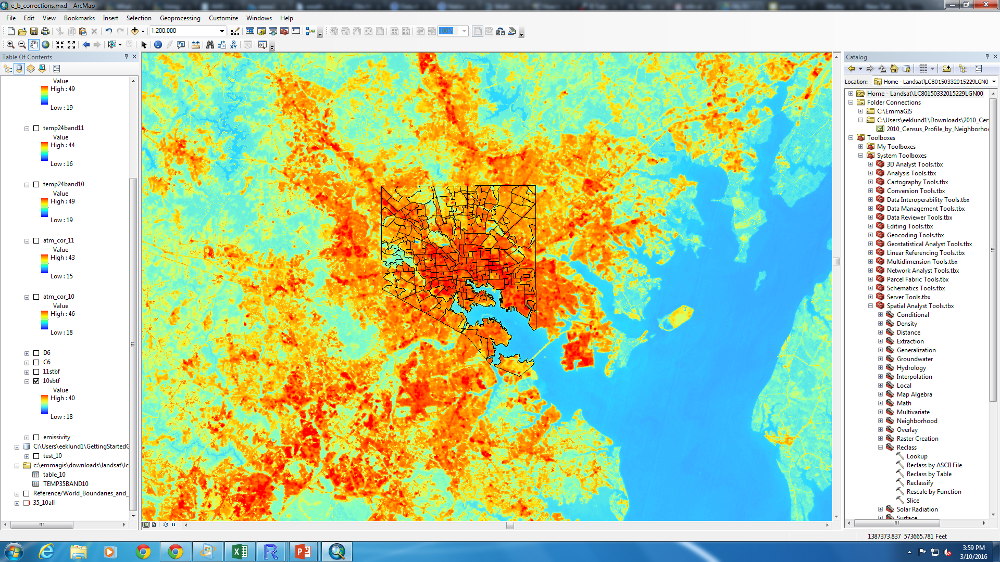 e_b_corrections.mxd - ArcMap
File Edit View Bookmarks Insert Selection Geoprocessing Customize Windows Help
1:200,000
100%
Table Of Contents
Value
High : 49
Low : 19
temp24band11
Value
High : 44
Low : 16
temp24band10
Value
High : 49
Low : 19
atm_cor_11
Value
High : 43
Low : 15
atm_cor_10
Value
High : 46
Low : 18
D6
C6
11stbf
10sbtf
Value
High : 40
Low : 18
emissivity
C:\Users\eeklund1\GettingStartedG
test_10
c:\emmagis\downloads\landsat\lc
table_10
TEMP35BAND10
Reference/World_Boundaries_and_
35_10all
Catalog
Location: Home - Landsat\LC80150332015229LGN0
Home - Landsat\LC80150332015229LGN00
Folder Connections
C:\EmmaGIS
C:\Users\eeklund1\Downloads\2010_Cer
2010_Census_Profile_by_Neighborhoo
Toolboxes
My Toolboxes
System Toolboxes
3D Analyst Tools.tbx
Analysis Tools.tbx
Cartography Tools.tbx
Conversion Tools.tbx
Data Interoperability Tools.tbx
Data Management Tools.tbx
Data Reviewer Tools.tbx
Editing Tools.tbx
Geocoding Tools.tbx
Geostatistical Analyst Tools.tbx
Linear Referencing Tools.tbx
Multidimension Tools.tbx
Network Analyst Tools.tbx
Parcel Fabric Tools.tbx
Schematics Tools.tbx
Server Tools.tbx
Spatial Analyst Tools.tbx
Conditional
Density
Distance
Extraction
Generalization
Groundwater
Hydrology
Interpolation
Local
Map Algebra
Math
Multivariate
Neighborhood
Overlay
Raster Creation
Reclass
Lookup
Reclass by ASCII File
Reclass by Table
Reclassify
Rescale by Function
Slice
Solar Radiation
Surface
1387373.837 573665.781 Feet
3:59 PM
3/10/2016